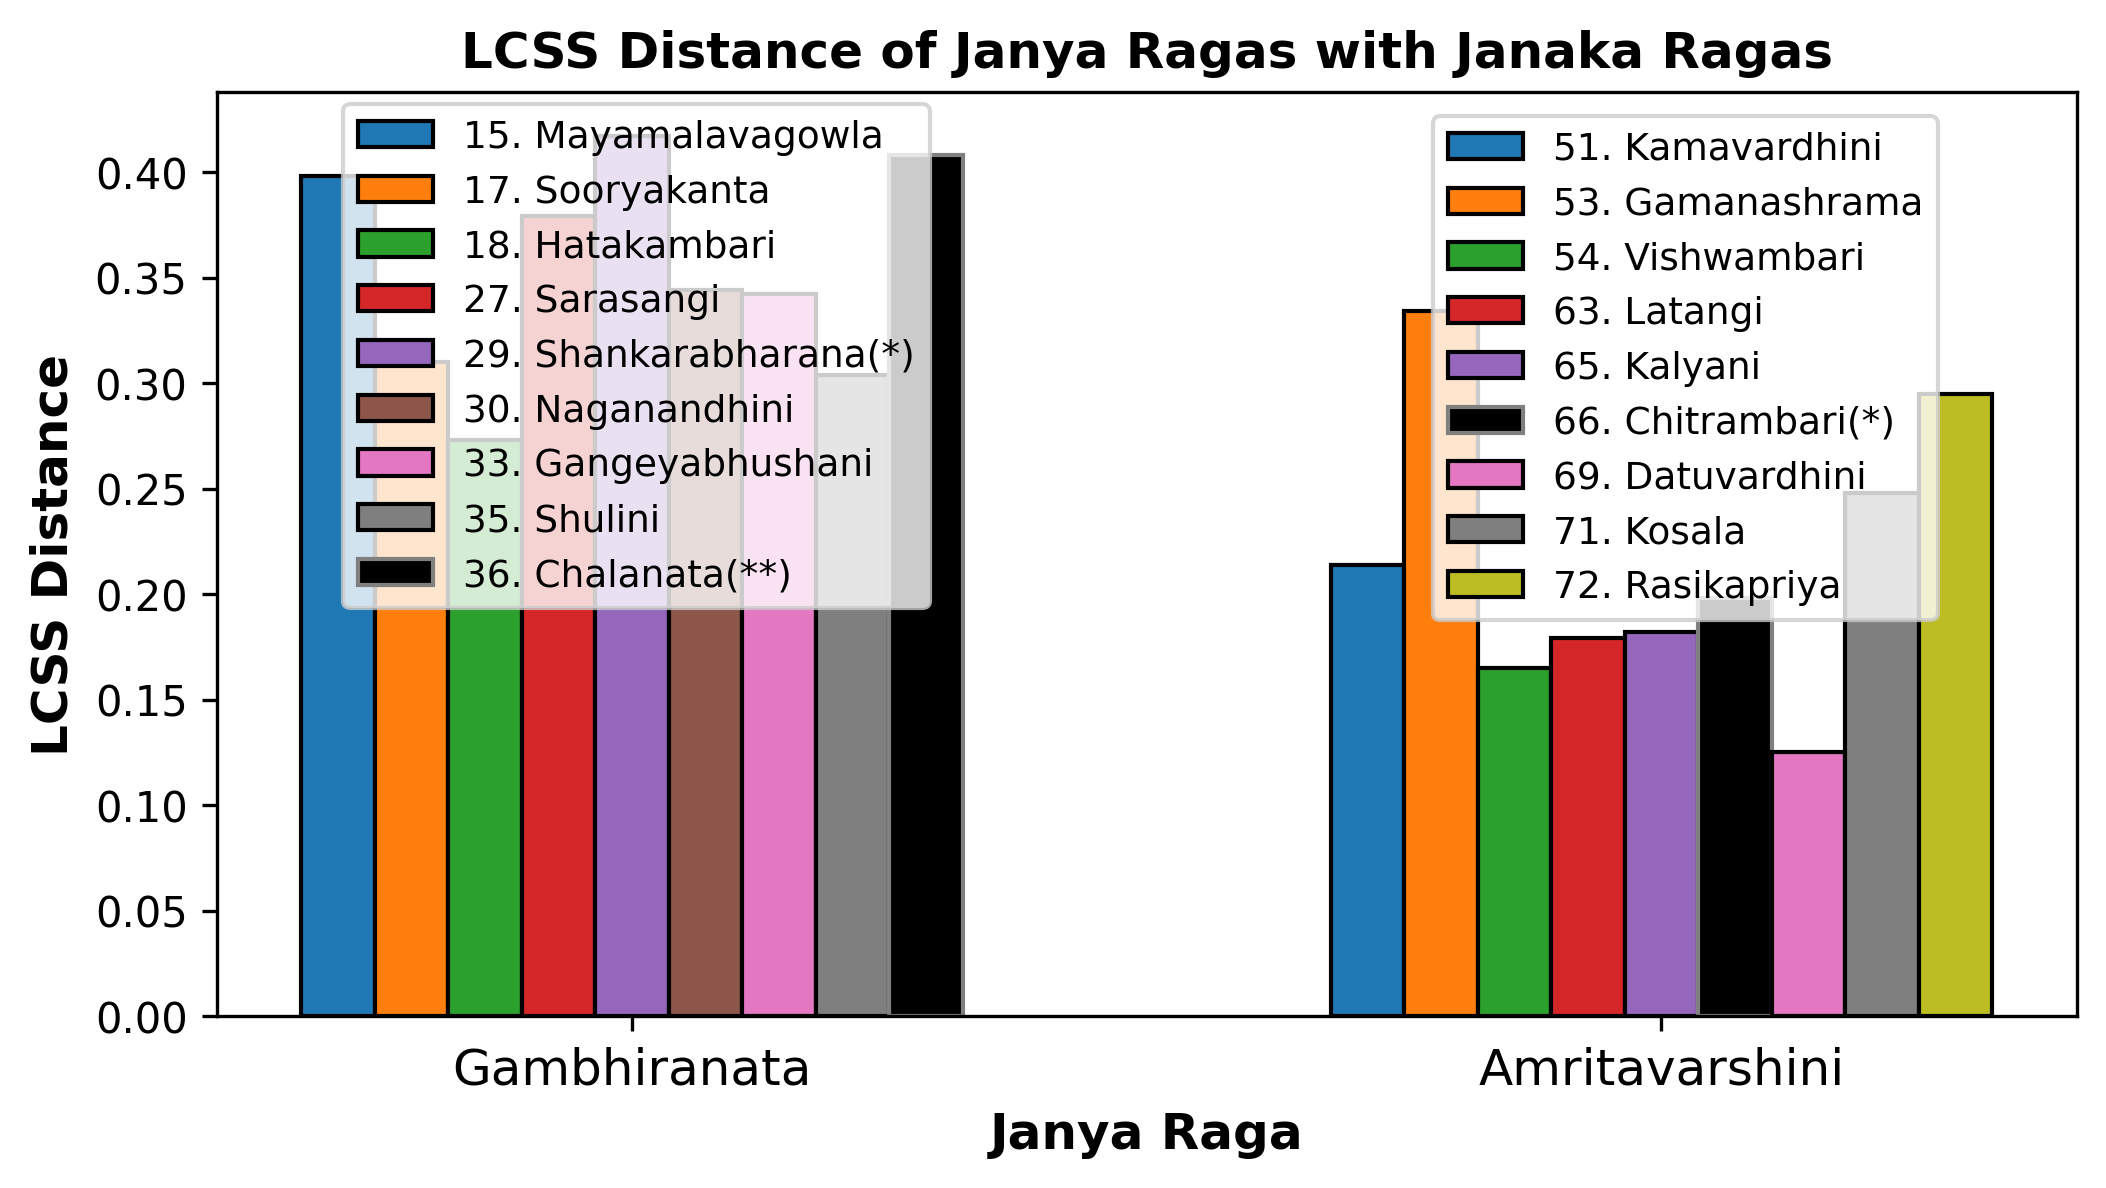 LCSS Distance of Janya Ragas with Janaka Ragas
LCSS Distance
0.40
0.35
0.30
0.25
0.20
0.15
0.10
0.05
0.00
15. Mayamalavagowla
17. Sooryakanta
18. Hatakambari
27. Sarasangi
29. Shankarabharana(*)
30. Naganandhini
33. Gangeyabhushani
35. Shulini
36. Chalanata(**)
51. Kamavardhini
53. Gamanashrama
54. Vishwambari
63. Latangi
65. Kalyani
66. Chitrambari(*)
69. Datuvardhini
71. Kosala
72. Rasikapriya
Gambhiranata
Amritavarshini
Janya Raga